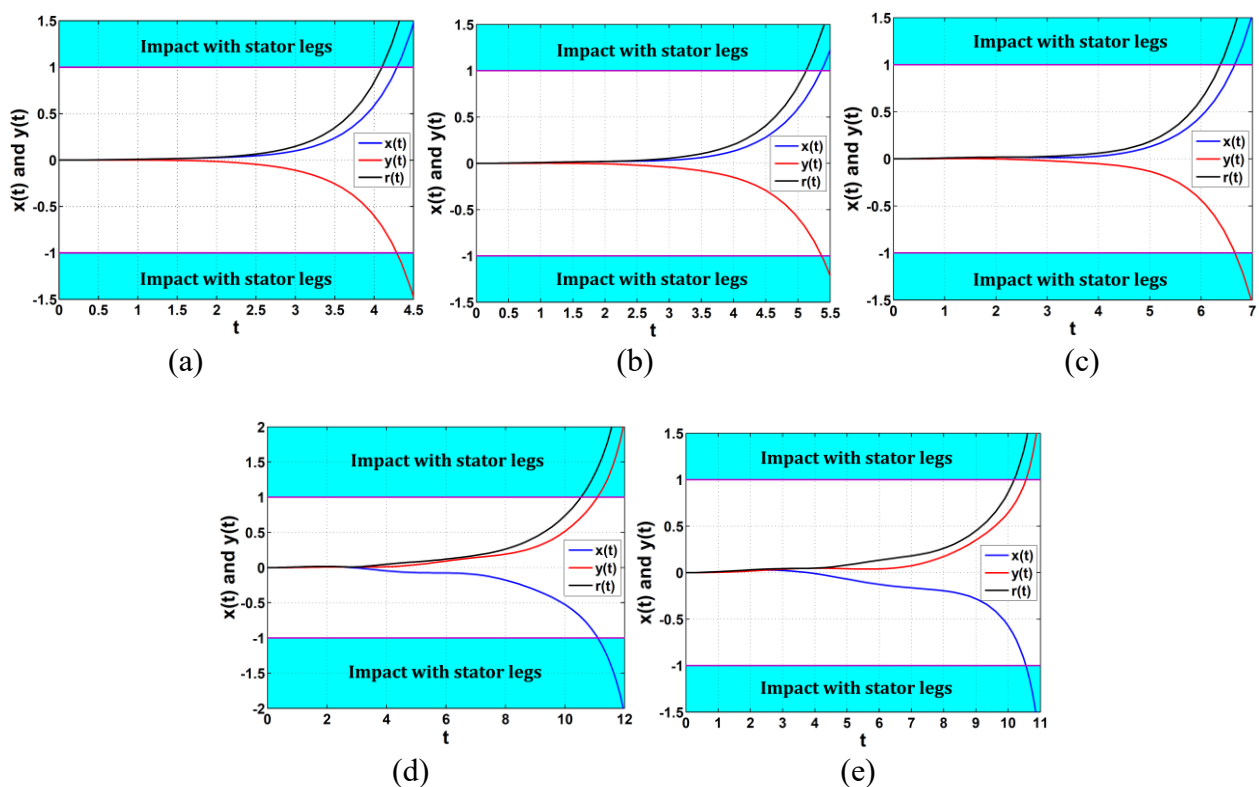 1.5
1
0.5
0
-0.5
-1
-1.5
x(t) and y(t)
Impact with stator legs
Impact with stator legs
x(t)
y(t)
r(t)
0 0.5 1 1.5 2 2.5 3 3.5 4 4.5
t
(a)
1.5
1
0.5
0
-0.5
-1
-1.5
x(t) and y(t)
Impact with stator legs
Impact with stator legs
x(t)
y(t)
r(t)
0 0.5 1 1.5 2 2.5 3 3.5 4 4.5 5 5.5
t
(b)
1.5
1
0.5
0
-0.5
-1
-1.5
x(t) and y(t)
Impact with stator legs
Impact with stator legs
x(t)
y(t)
r(t)
0 1 2 3 4 5 6 7
t
(c)
2
1.5
1
0.5
0
-0.5
-1
-1.5
-2
x(t) and y(t)
Impact with stator legs
Impact with stator legs
x(t)
y(t)
r(t)
0 2 4 6 8 10 12
t
(d)
1.5
1
0.5
0
-0.5
-1
-1.5
x(t) and y(t)
Impact with stator legs
Impact with stator legs
x(t)
y(t)
r(t)
0 1 2 3 4 5 6 7 8 9 10 11
t
(e)